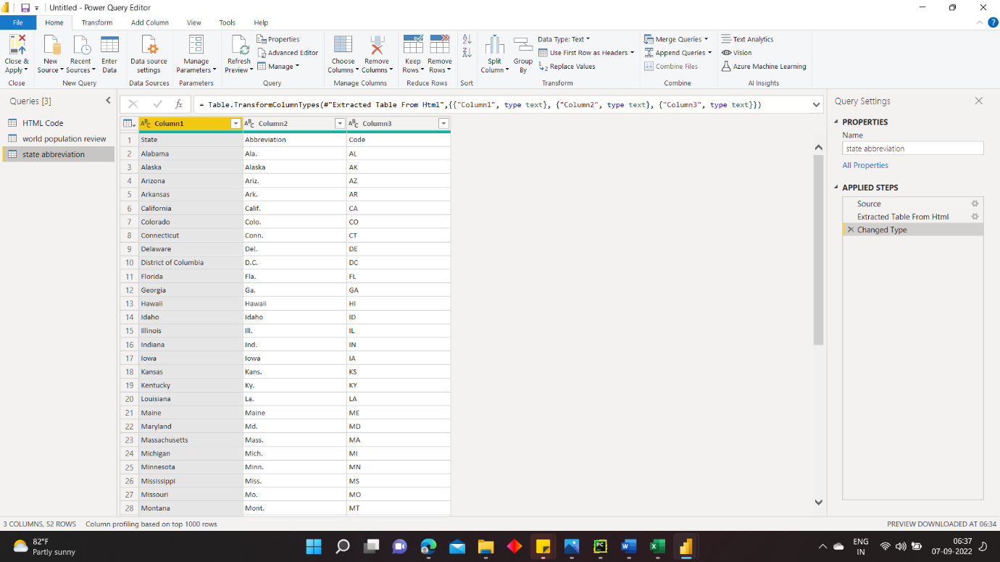 Untitled - Power Query Editor
File Home Transform Add Column View Tools Help
Close & Apply
New Source
Recent Sources
Enter Data
Data source settings
Manage Parameters
Refresh Preview
Properties
Advanced Editor
Manage
Choose Columns
Remove Columns
Keep Rows
Remove Rows
Split Column
Group By
Data Type: Text
Use First Row as Headers
Replace Values
Merge Queries
Append Queries
Combine Files
Text Analytics
Vision
Azure Machine Learning
Close New Query Data Sources Parameters Query Manage Columns Reduce Rows Sort Transform Combine AI Insights
Queries [3]
HTML Code
world population review
state abbreviation
fx = Table.TransformColumnTypes(#"Extracted Table From Html",{{"Column1", type text}, {"Column2", type text}, {"Column3", type text}})
ABC Column1 ABC Column2 ABC Column3
1 State Abbreviation Code
2 Alabama Ala. AL
3 Alaska Alaska AK
4 Arizona Ariz. AZ
5 Arkansas Ark. AR
6 California Calif. CA
7 Colorado Colo. CO
8 Connecticut Conn. CT
9 Delaware Del. DE
10 District of Columbia D.C. DC
11 Florida Fla. FL
12 Georgia Ga. GA
13 Hawaii Hawaii HI
14 Idaho Idaho ID
15 Illinois Ill. IL
16 Indiana Ind. IN
17 Iowa Iowa IA
18 Kansas Kans. KS
19 Kentucky Ky. KY
20 Louisiana La. LA
21 Maine Maine ME
22 Maryland Md. MD
23 Massachusetts Mass. MA
24 Michigan Mich. MI
25 Minnesota Minn. MN
26 Mississippi Miss. MS
27 Missouri Mo. MO
28 Montana Mont. MT
Query Settings
PROPERTIES
Name
state abbreviation
All Properties
APPLIED STEPS
Source
Extracted Table From Html
Changed Type
3 COLUMNS, 52 ROWS Column profiling based on top 1000 rows
PREVIEW DOWNLOADED AT 06:34
82°F
Partly sunny
PC
W
X
ENG
IN
06:37
07-09-2022